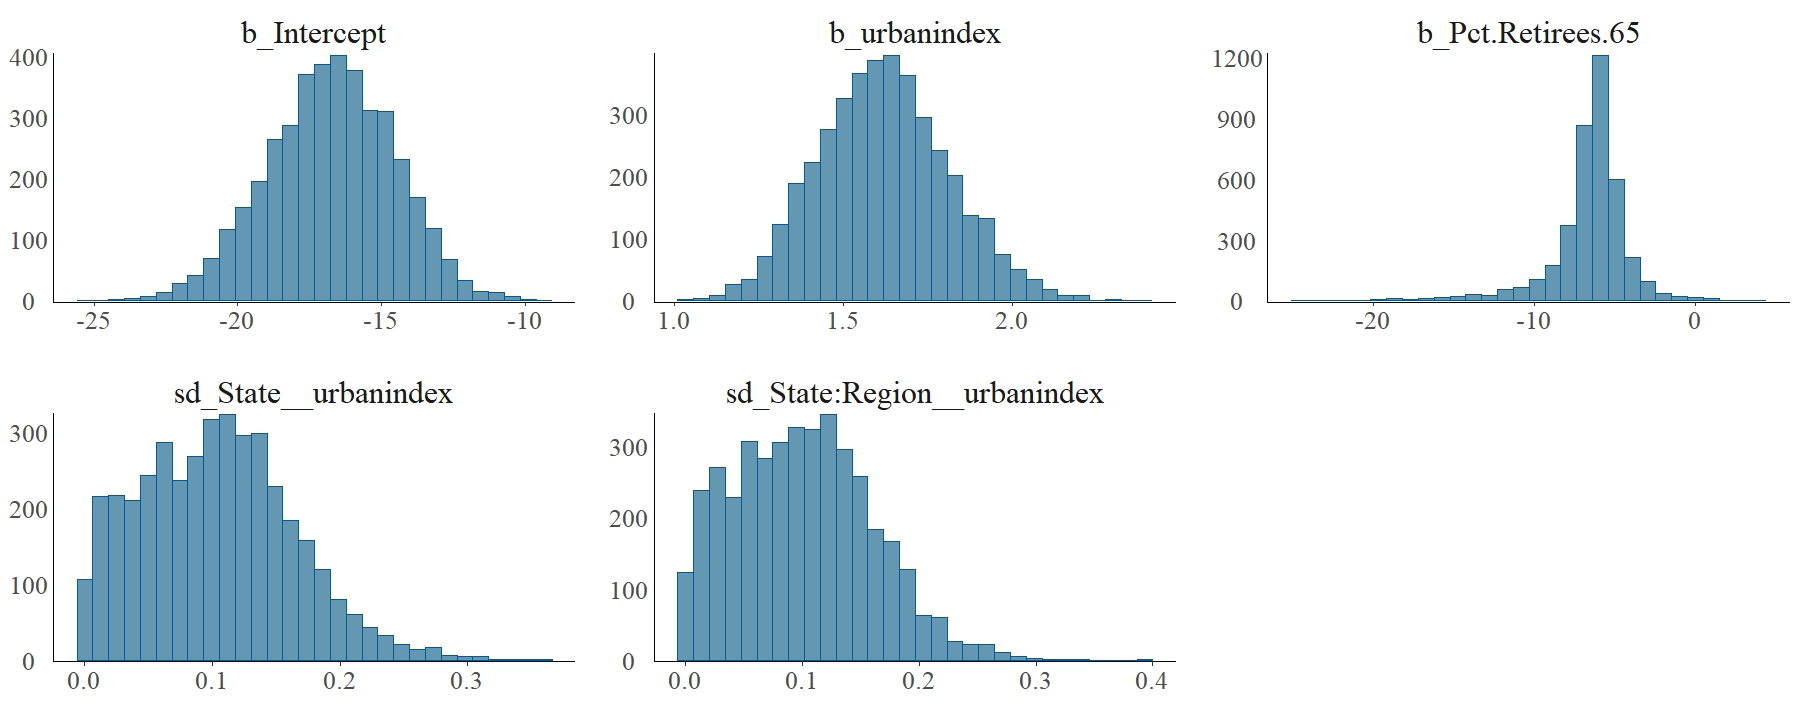 b_Intercept
400
300
200
100
0
-25 -20 -15 -10
b_urbanindex
300
200
100
0
1.0 1.5 2.0
b_Pct.Retirees.65
1200
900
600
300
0
-20 -10 0
sd_State__urbanindex
300
200
100
0
0.0 0.1 0.2 0.3
sd_State:Region__urbanindex
300
200
100
0
0.0 0.1 0.2 0.3 0.4